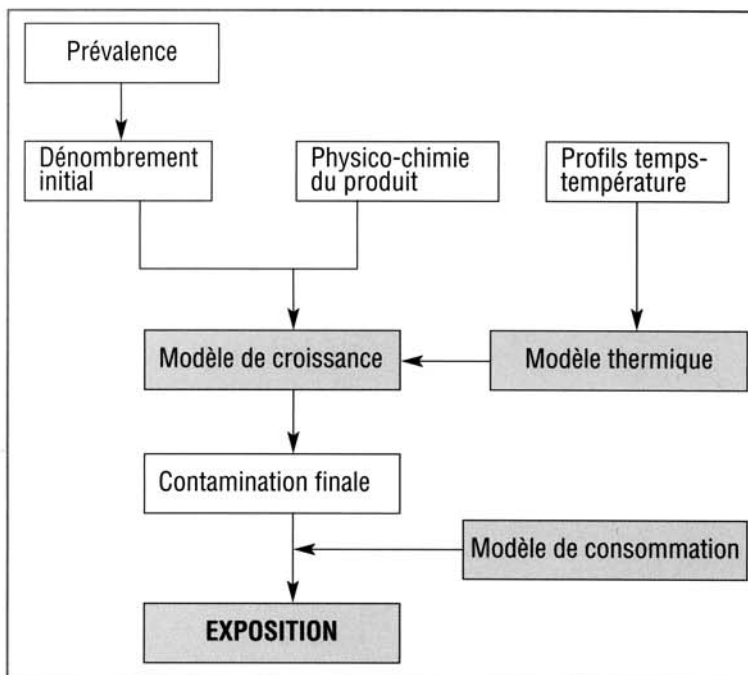 Prévalence
Dénombrement
initial
Physico-chimie
du produit
Profils temps-
température
Modèle de croissance
Modèle thermique
Contamination finale
Modèle de consommation
EXPOSITION